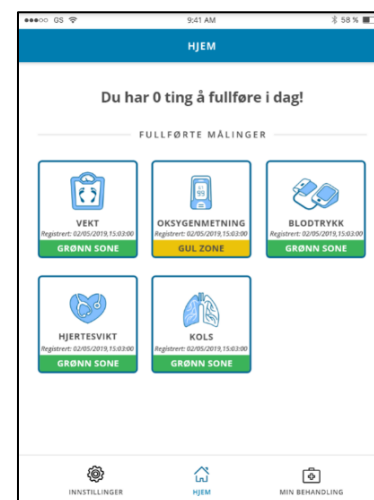 GS 9:41 AM 58 %
HJEM
Du har 0 ting å fullføre i dag!
FULLFØRTE MÅLINGER
99
VEKT OKSYGENMETNING BLODTRYKK
Registrert: 02/05/2019,15:03:00 Registrert: 02/05/2019,15:03:00 Registrert: 02/05/2019,15:03:00
GRØNN SONE GUL ZONE GRØNN SONE
HJERTESVIKT KOLS
Registrert: 02/05/2019,15:03:00 Registrert: 02/05/2019,15:03:00
GRØNN SONE GRØNN SONE
INNSTILLINGER HJEM MIN BEHANDLING